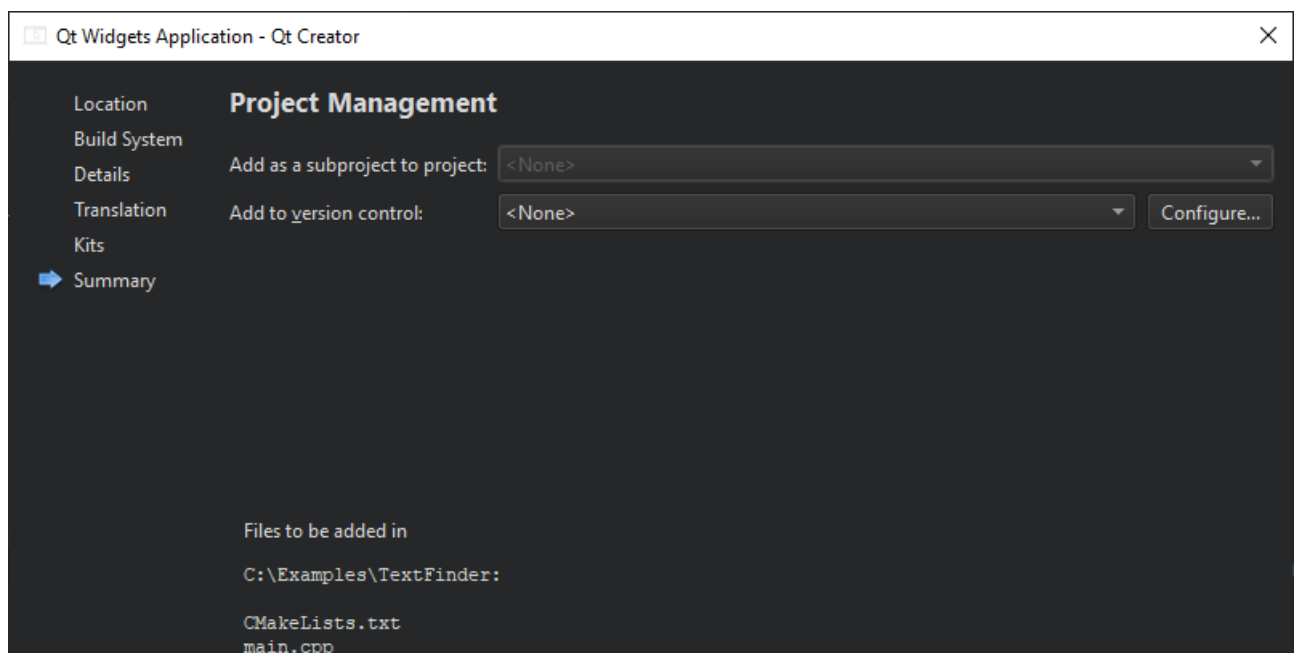 Qt Widgets Application - Qt Creator
Location
Build System
Details
Translation
Kits
Summary
Project Management
Add as a subproject to project: <None>
Add to version control: <None> Configure...
Files to be added in
C:\Examples\TextFinder:
CMakeLists.txt
main.cpp